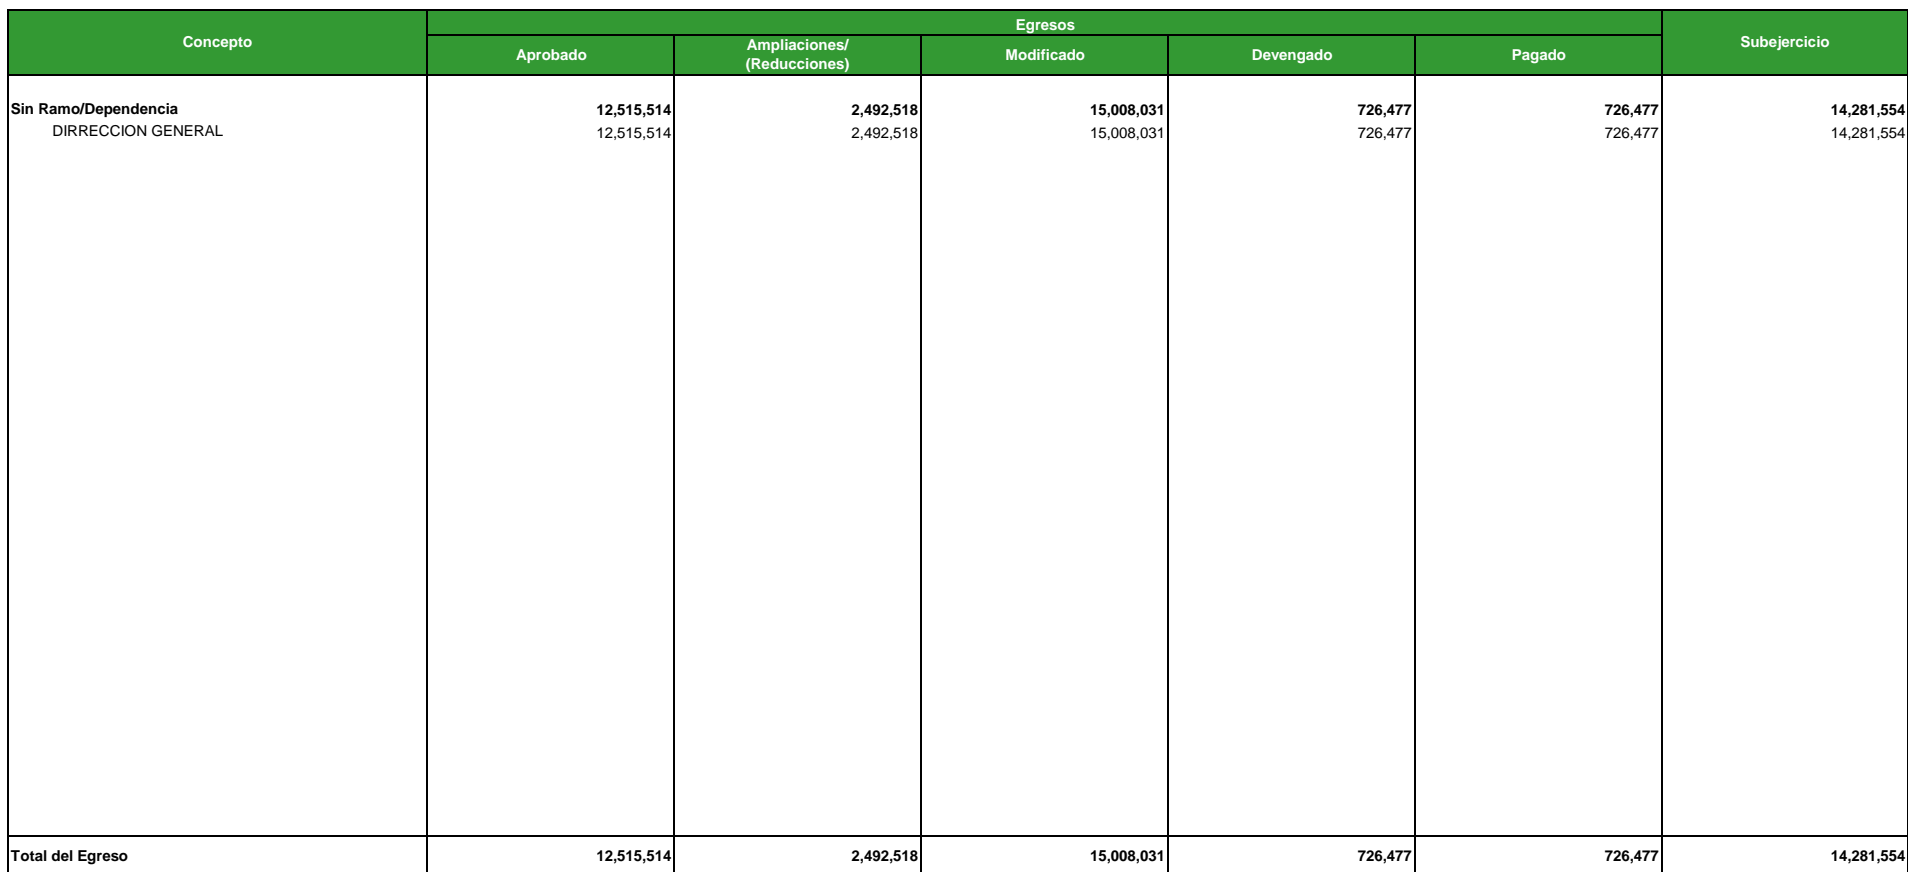 Concepto
Egresos
Subejercicio
Aprobado
Ampliaciones/
(Reducciones)
Modificado
Devengado
Pagado
Sin Ramo/Dependencia 12,515,514 2,492,518 15,008,031 726,477 726,477 14,281,554
DIRRECCION GENERAL 12,515,514 2,492,518 15,008,031 726,477 726,477 14,281,554
Total del Egreso 12,515,514 2,492,518 15,008,031 726,477 726,477 14,281,554